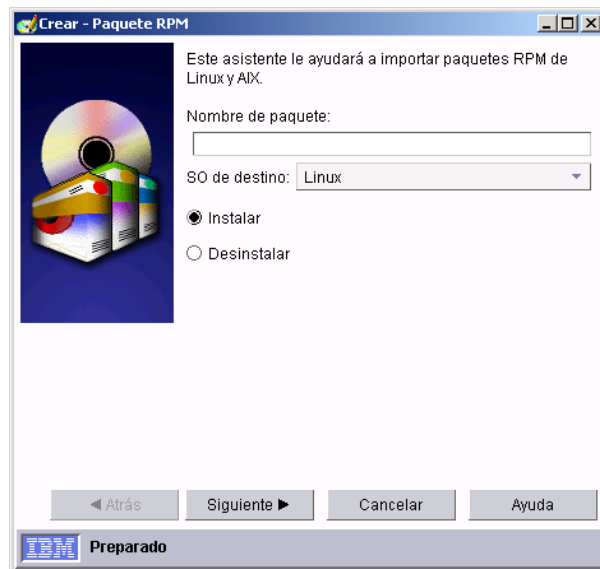 Crear - Paquete RPM
Este asistente le ayudará a importar paquetes RPM de
Linux y AIX.
Nombre de paquete:
SO de destino: Linux
Instalar
Desinstalar
Atrás Siguiente Cancelar Ayuda
IBM Preparado